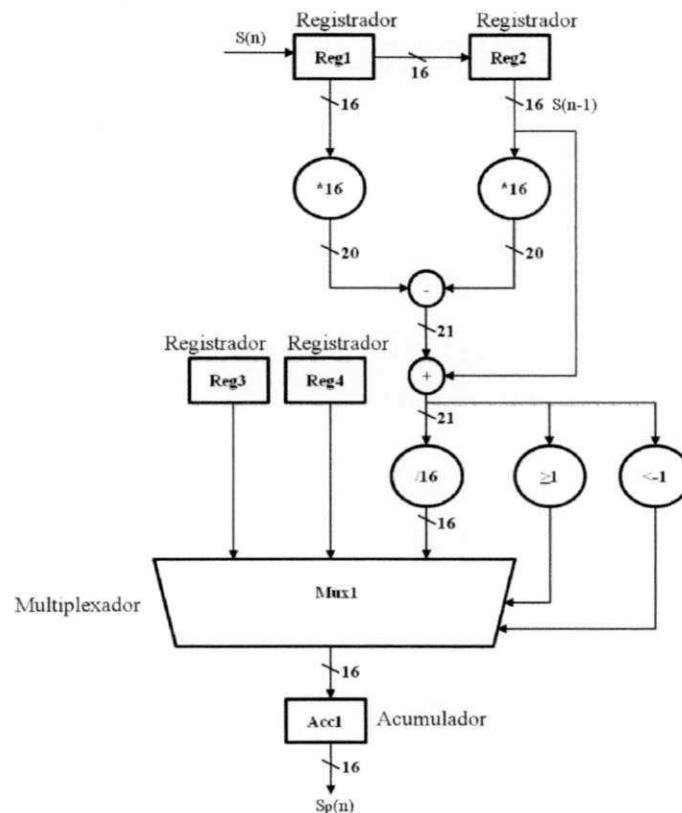 Registrador Registrador
S(n) Reg1 16 Reg2
16 16 S(n-1)
*16 *16
20 20
-
21
Registrador Registrador
Reg3 Reg4 +
21
/16 ≥1 <-1
16
Multiplexador Mux1
16
Acc1 Acumulador
16
Sp(n)